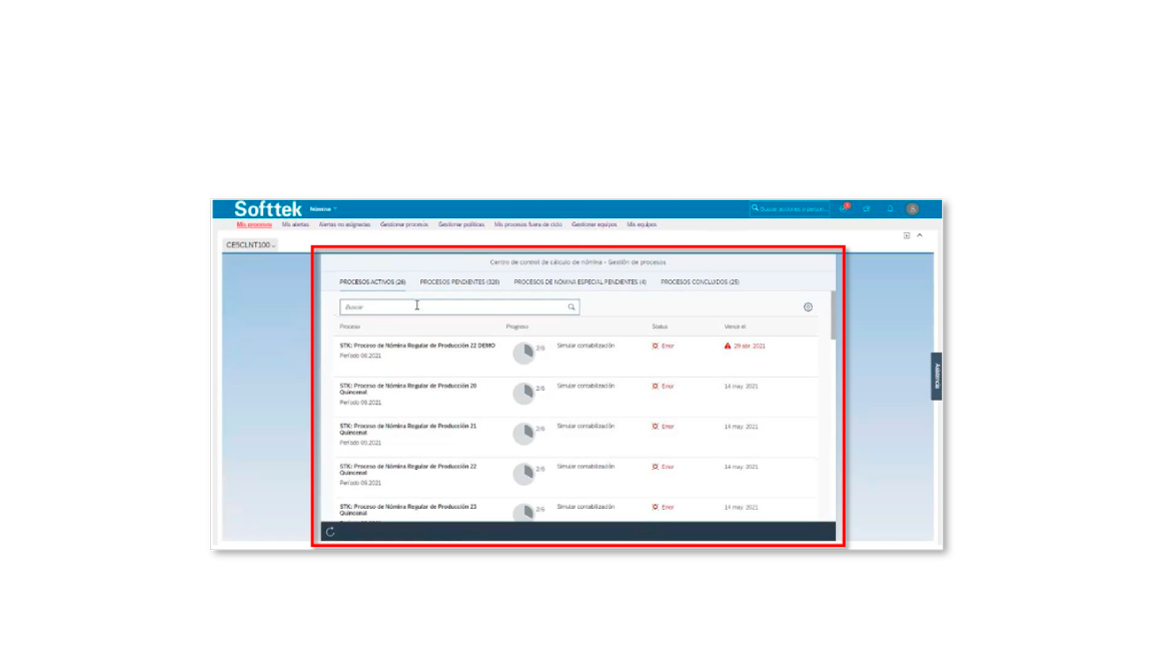 Softtek
Nómina
Mis procesos Mis alertas Alertas no asignadas Gestionar procesos Gestionar políticas Mis procesos fuera de ciclo Gestionar equipos Mis equipos
CE5CLNT100
Centro de control de cálculo de nómina - Gestión de procesos
PROCESOS ACTIVOS (26) PROCESOS PENDIENTES (328) PROCESOS DE NÓMINA ESPECIAL PENDIENTES (4) PROCESOS CONCLUIDOS (25)
Buscar
Proceso Progreso Status Vence el
STK: Proceso de Nómina Regular de Producción 22 DEMO 2/6 Simular contabilización Error 29 abr. 2021
Período 08.2021
STK: Proceso de Nómina Regular de Producción 20 2/6 Simular contabilización Error 14 may. 2021
Quincenal
Período 09.2021
STK: Proceso de Nómina Regular de Producción 21 2/6 Simular contabilización Error 14 may. 2021
Quincenal
Período 09.2021
STK: Proceso de Nómina Regular de Producción 22 2/6 Simular contabilización Error 14 may. 2021
Quincenal
Período 09.2021
STK: Proceso de Nómina Regular de Producción 23 2/6 Simular contabilización Error 14 may. 2021
Quincenal
Asistencia